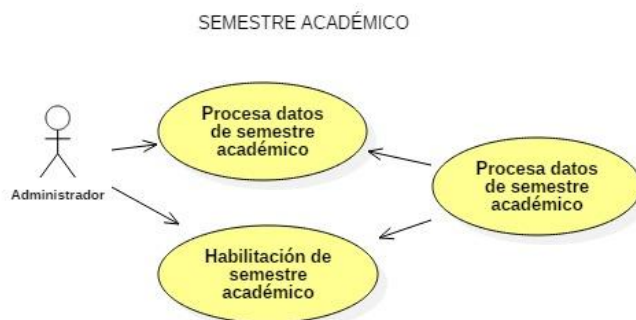 SEMESTRE ACADÉMICO
Procesa datos
de semestre
académico
Administrador
Procesa datos
de semestre
académico
Habilitación de
semestre
académico